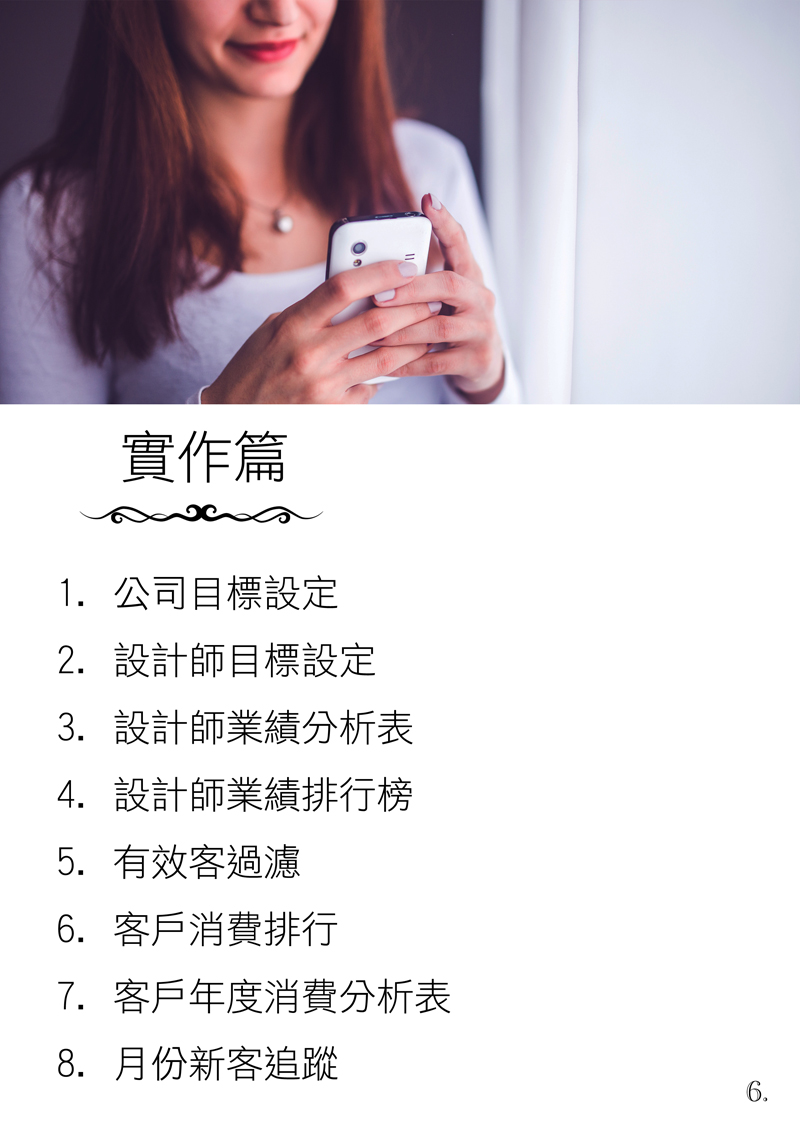 實作篇
1. 公司目標設定
2. 設計師目標設定
3. 設計師業績分析表
4. 設計師業績排行榜
5. 有效客過濾
6. 客戶消費排行
7. 客戶年度消費分析表
8. 月份新客追蹤
6.